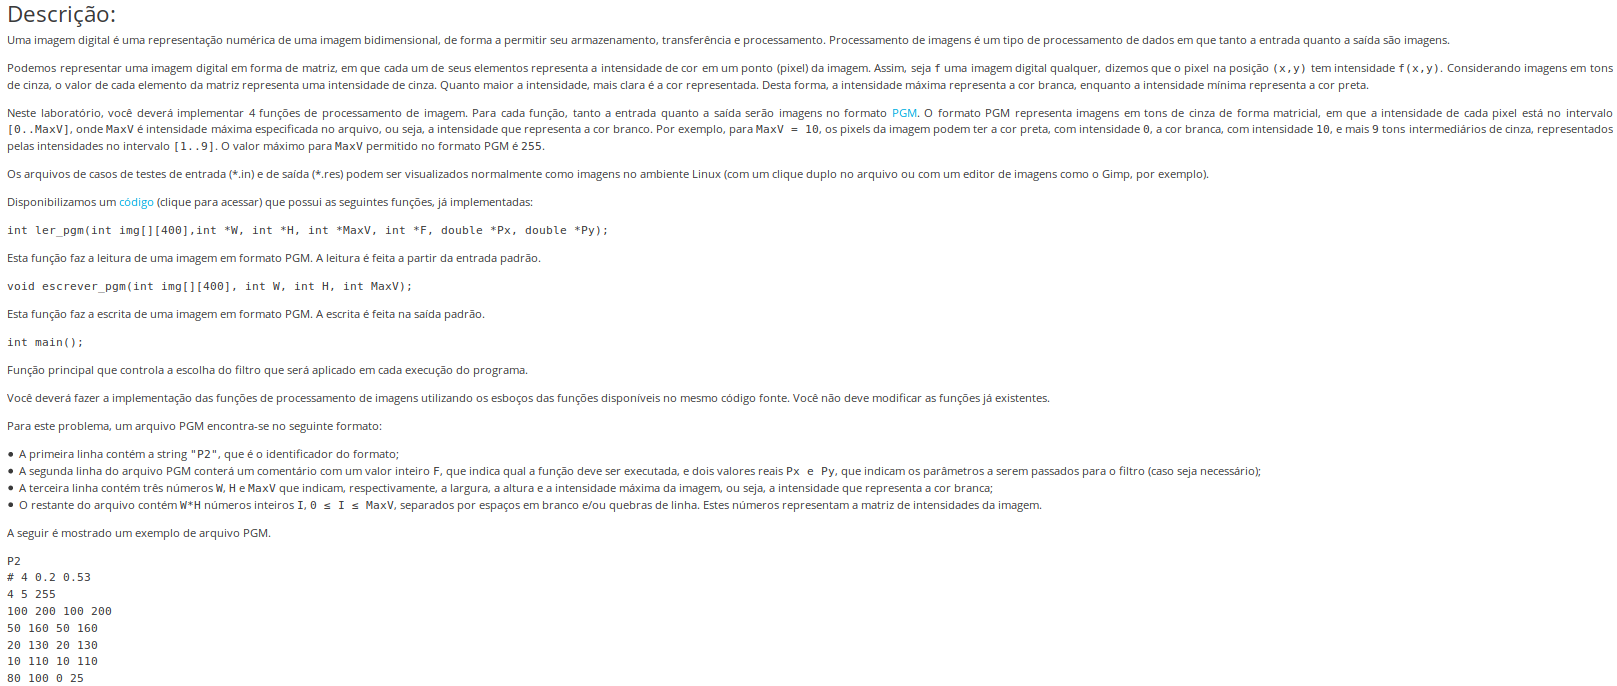 Descrição:
Uma imagem digital é uma representação numérica de uma imagem bidimensional, de forma a permitir seu armazenamento, transferência e processamento. Processamento de imagens é um tipo de processamento de dados em que tanto a entrada quanto a saída são imagens.
Podemos representar uma imagem digital em forma de matriz, em que cada um de seus elementos representa a intensidade de cor em um ponto (pixel) da imagem. Assim, seja f uma imagem digital qualquer, dizemos que o pixel na posição (x,y) tem intensidade f(x,y). Considerando imagens em tons
de cinza, o valor de cada elemento da matriz representa uma intensidade de cinza. Quanto maior a intensidade, mais clara é a cor representada. Desta forma, a intensidade máxima representa a cor branca, enquanto a intensidade mínima representa a cor preta.
Neste laboratório, você deverá implementar 4 funções de processamento de imagem. Para cada função, tanto a entrada quanto a saída serão imagens no formato PGM. O formato PGM representa imagens em tons de cinza de forma matricial, em que a intensidade de cada pixel está no intervalo
[0..MaxV], onde MaxV é intensidade máxima especificada no arquivo, ou seja, a intensidade que representa a cor branco. Por exemplo, para MaxV = 10, os pixels da imagem podem ter a cor preta, com intensidade 0, a cor branca, com intensidade 10, e mais 9 tons intermediários de cinza, representados
pelas intensidades no intervalo [1..9]. O valor máximo para MaxV permitido no formato PGM é 255.
Os arquivos de casos de testes de entrada (*.in) e de saída (*.res) podem ser visualizados normalmente como imagens no ambiente Linux (com um clique duplo no arquivo ou com um editor de imagens como o Gimp, por exemplo).
Disponibilizamos um código (clique para acessar) que possui as seguintes funções, já implementadas:
int ler_pgm(int img[][400],int *W, int *H, int *MaxV, int *F, double *Px, double *Py);
Esta função faz a leitura de uma imagem em formato PGM. A leitura é feita a partir da entrada padrão.
void escrever_pgm(int img[][400], int W, int H, int MaxV);
Esta função faz a escrita de uma imagem em formato PGM. A escrita é feita na saída padrão.
int main();
Função principal que controla a escolha do filtro que será aplicado em cada execução do programa.
Você deverá fazer a implementação das funções de processamento de imagens utilizando os esboços das funções disponíveis no mesmo código fonte. Você não deve modificar as funções já existentes.
Para este problema, um arquivo PGM encontra-se no seguinte formato:
• A primeira linha contém a string "P2", que é o identificador do formato;
• A segunda linha do arquivo PGM conterá um comentário com um valor inteiro F, que indica qual a função deve ser executada, e dois valores reais Px e Py, que indicam os parâmetros a serem passados para o filtro (caso seja necessário);
• A terceira linha contém três números W, H e MaxV que indicam, respectivamente, a largura, a altura e a intensidade máxima da imagem, ou seja, a intensidade que representa a cor branca;
• O restante do arquivo contém W*H números inteiros I, 0 ≤ I ≤ MaxV, separados por espaços em branco e/ou quebras de linha. Estes números representam a matriz de intensidades da imagem.
A seguir é mostrado um exemplo de arquivo PGM.
P2
# 4 0.2 0.53
4 5 255
100 200 100 200
50 160 50 160
20 130 20 130
10 110 10 110
80 100 0 25